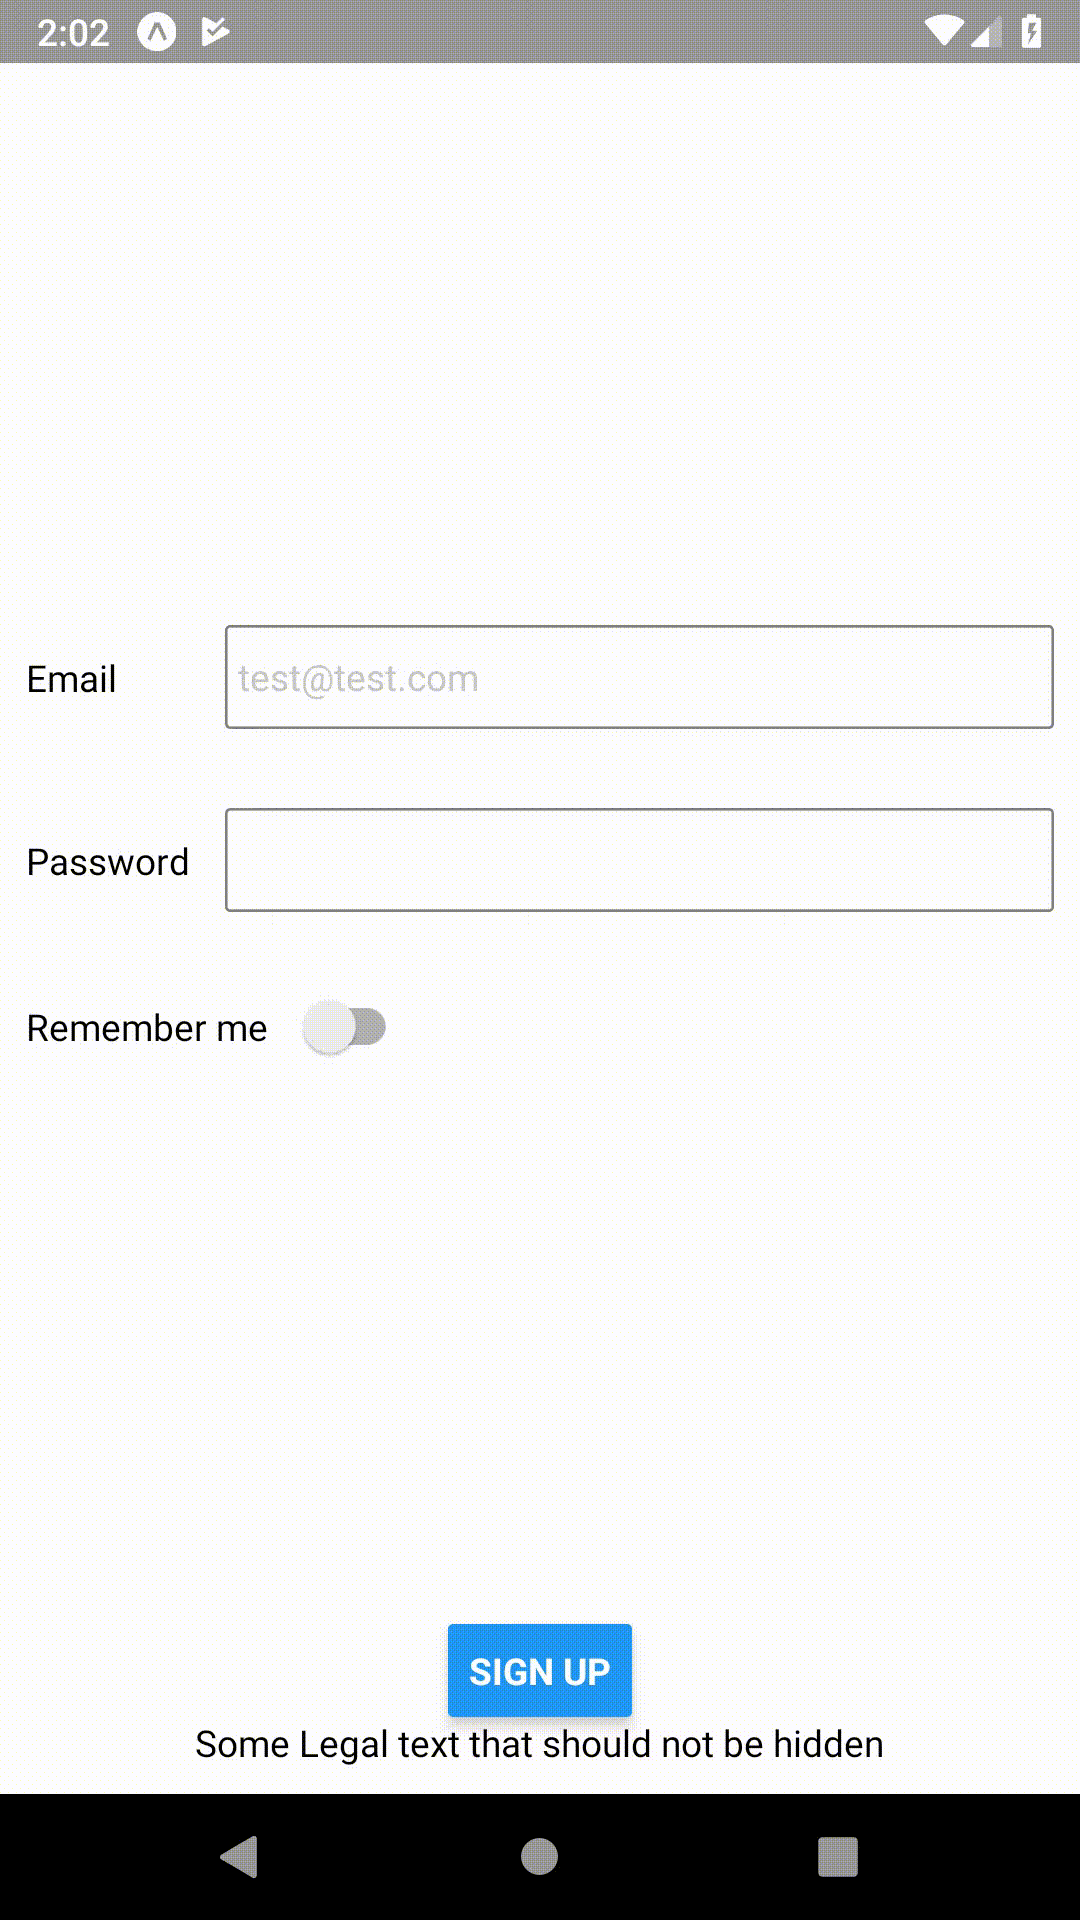 2:02
Email
test@test.com
Password
Remember me
SIGN UP
Some Legal text that should not be hidden